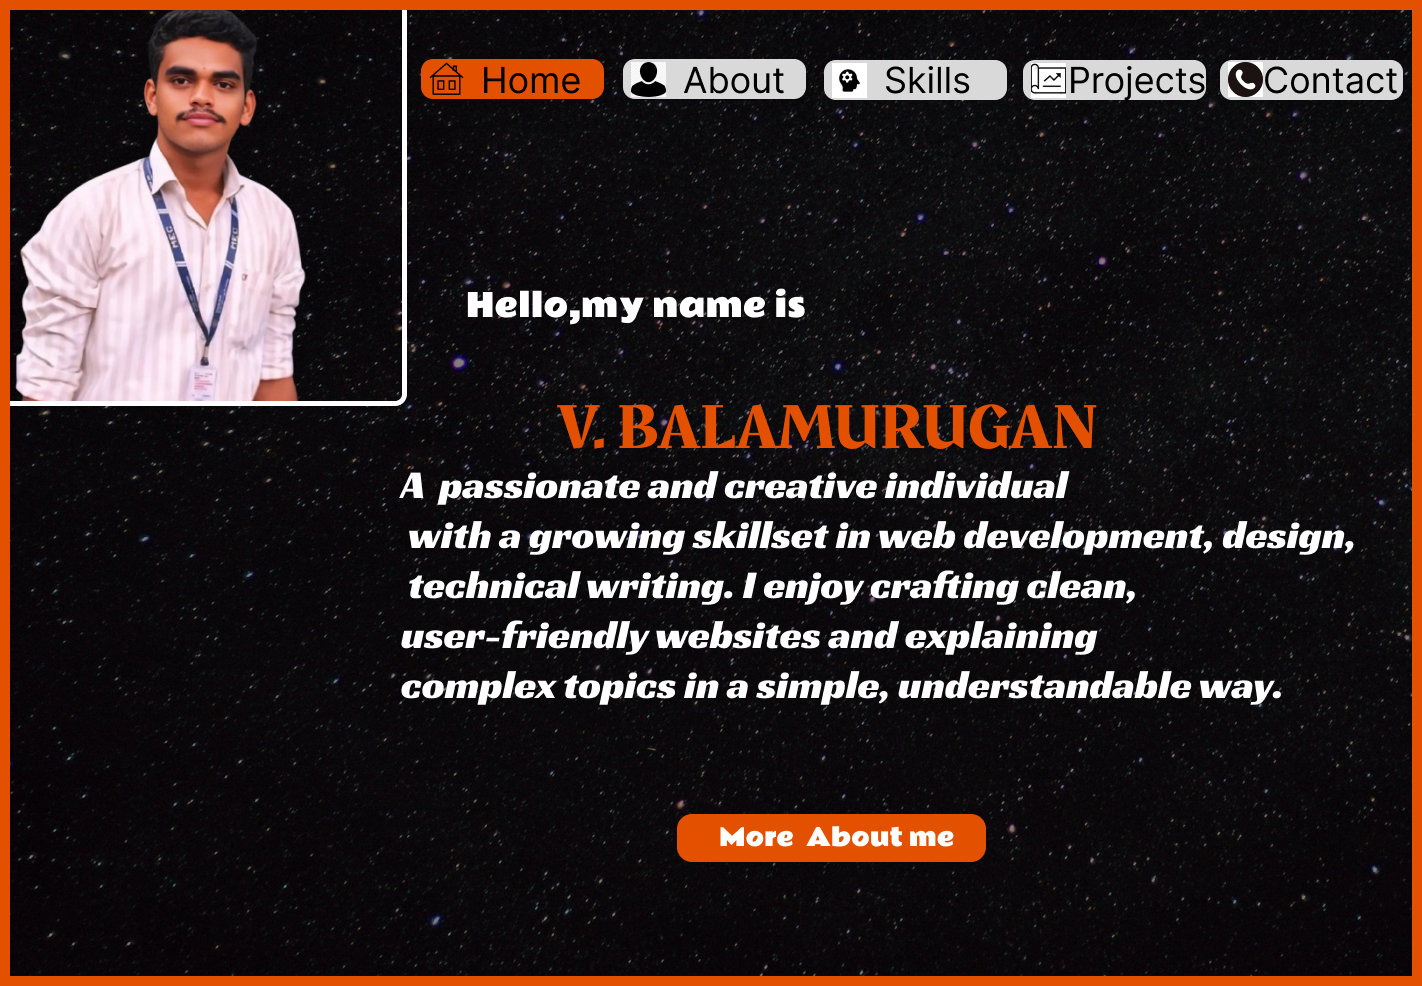 Home
About
Skills
Projects
Contact
MEC
MEC
Hello,my name is
V. BALAMURUGAN
A passionate and creative individual
with a growing skillset in web development, design,
technical writing. I enjoy crafting clean,
user-friendly websites and explaining
complex topics in a simple, understandable way.
More About me